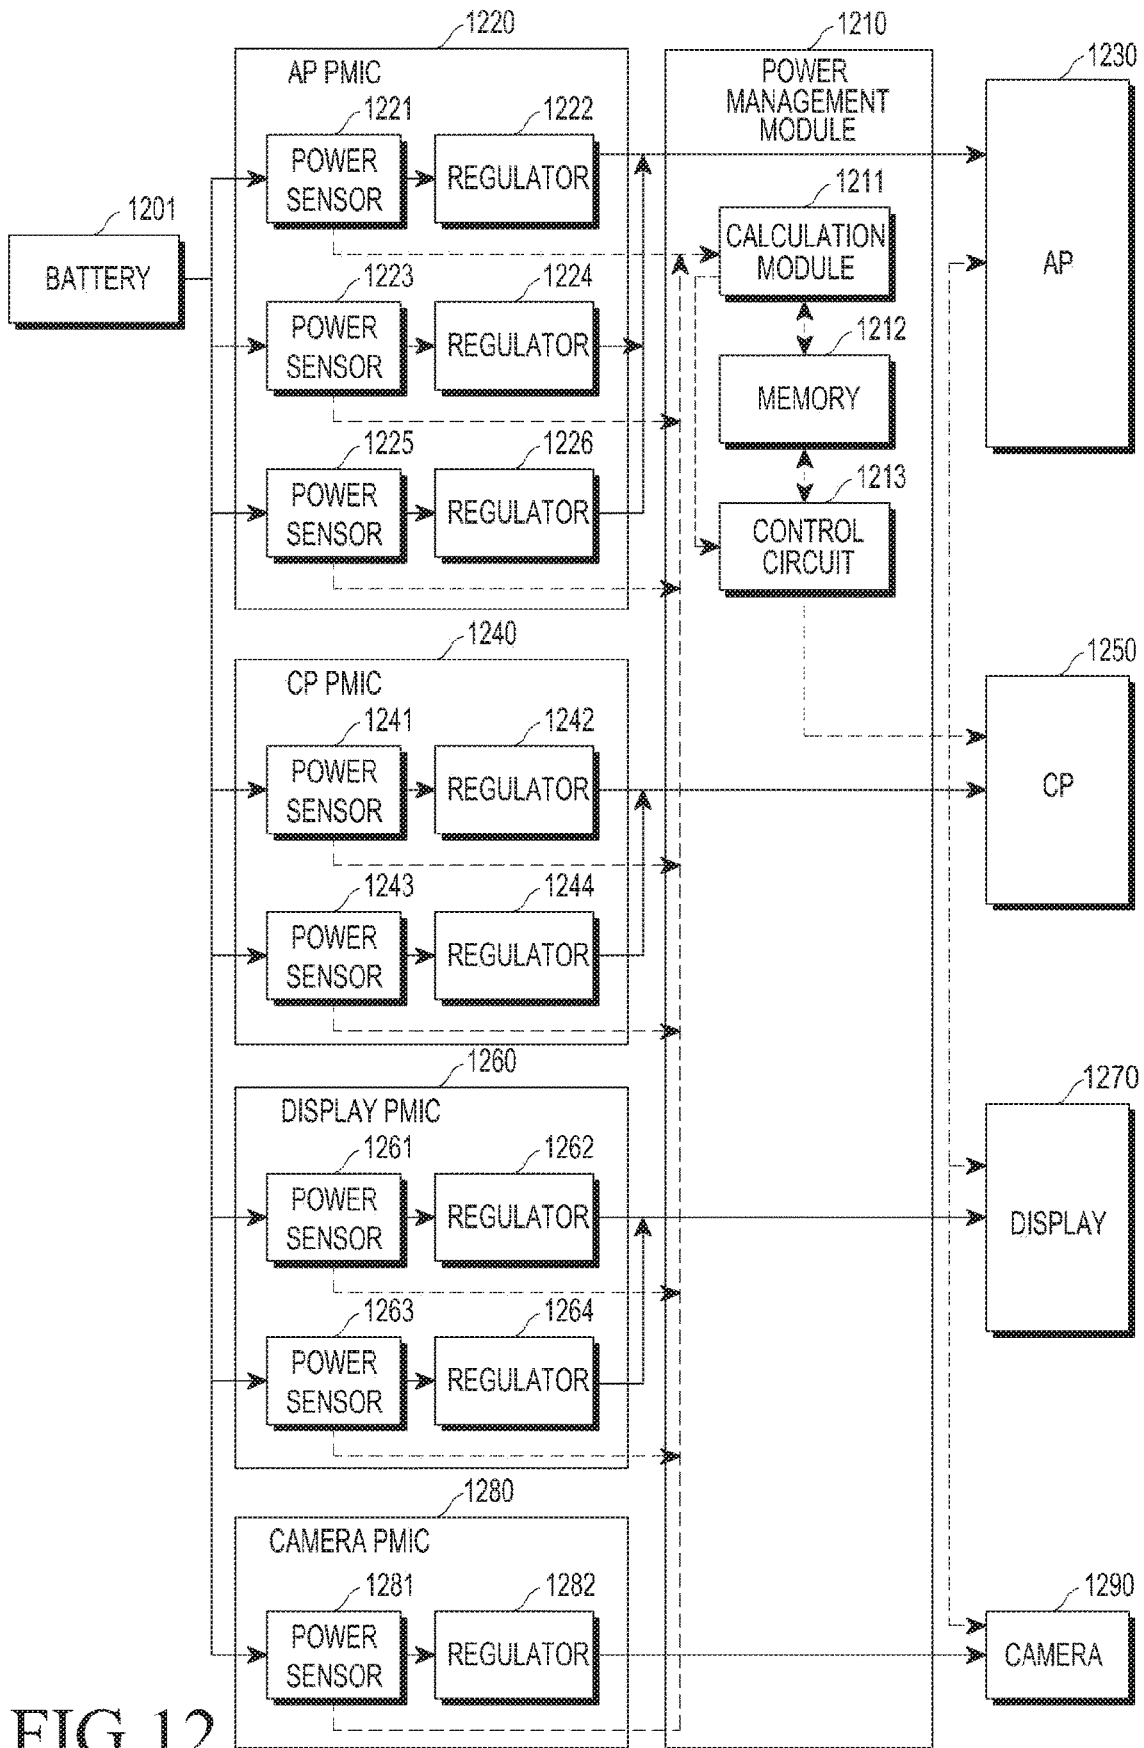 1220
1210
1230
AP PMIC
POWER
MANAGEMENT
MODULE
1221
1222
POWER
SENSOR
REGULATOR
1201
BATTERY
1211
CALCULATION
MODULE
AP
1223
1224
POWER
SENSOR
REGULATOR
1212
MEMORY
1225
1226
POWER
SENSOR
REGULATOR
1213
CONTROL
CIRCUIT
1240
CP PMIC
1250
CP
1241
1242
POWER
SENSOR
REGULATOR
1243
1244
POWER
SENSOR
REGULATOR
1260
DISPLAY PMIC
1270
DISPLAY
1261
1262
POWER
SENSOR
REGULATOR
1263
1264
POWER
SENSOR
REGULATOR
1280
CAMERA PMIC
1281
1282
POWER
SENSOR
REGULATOR
1290
CAMERA
FIG.12